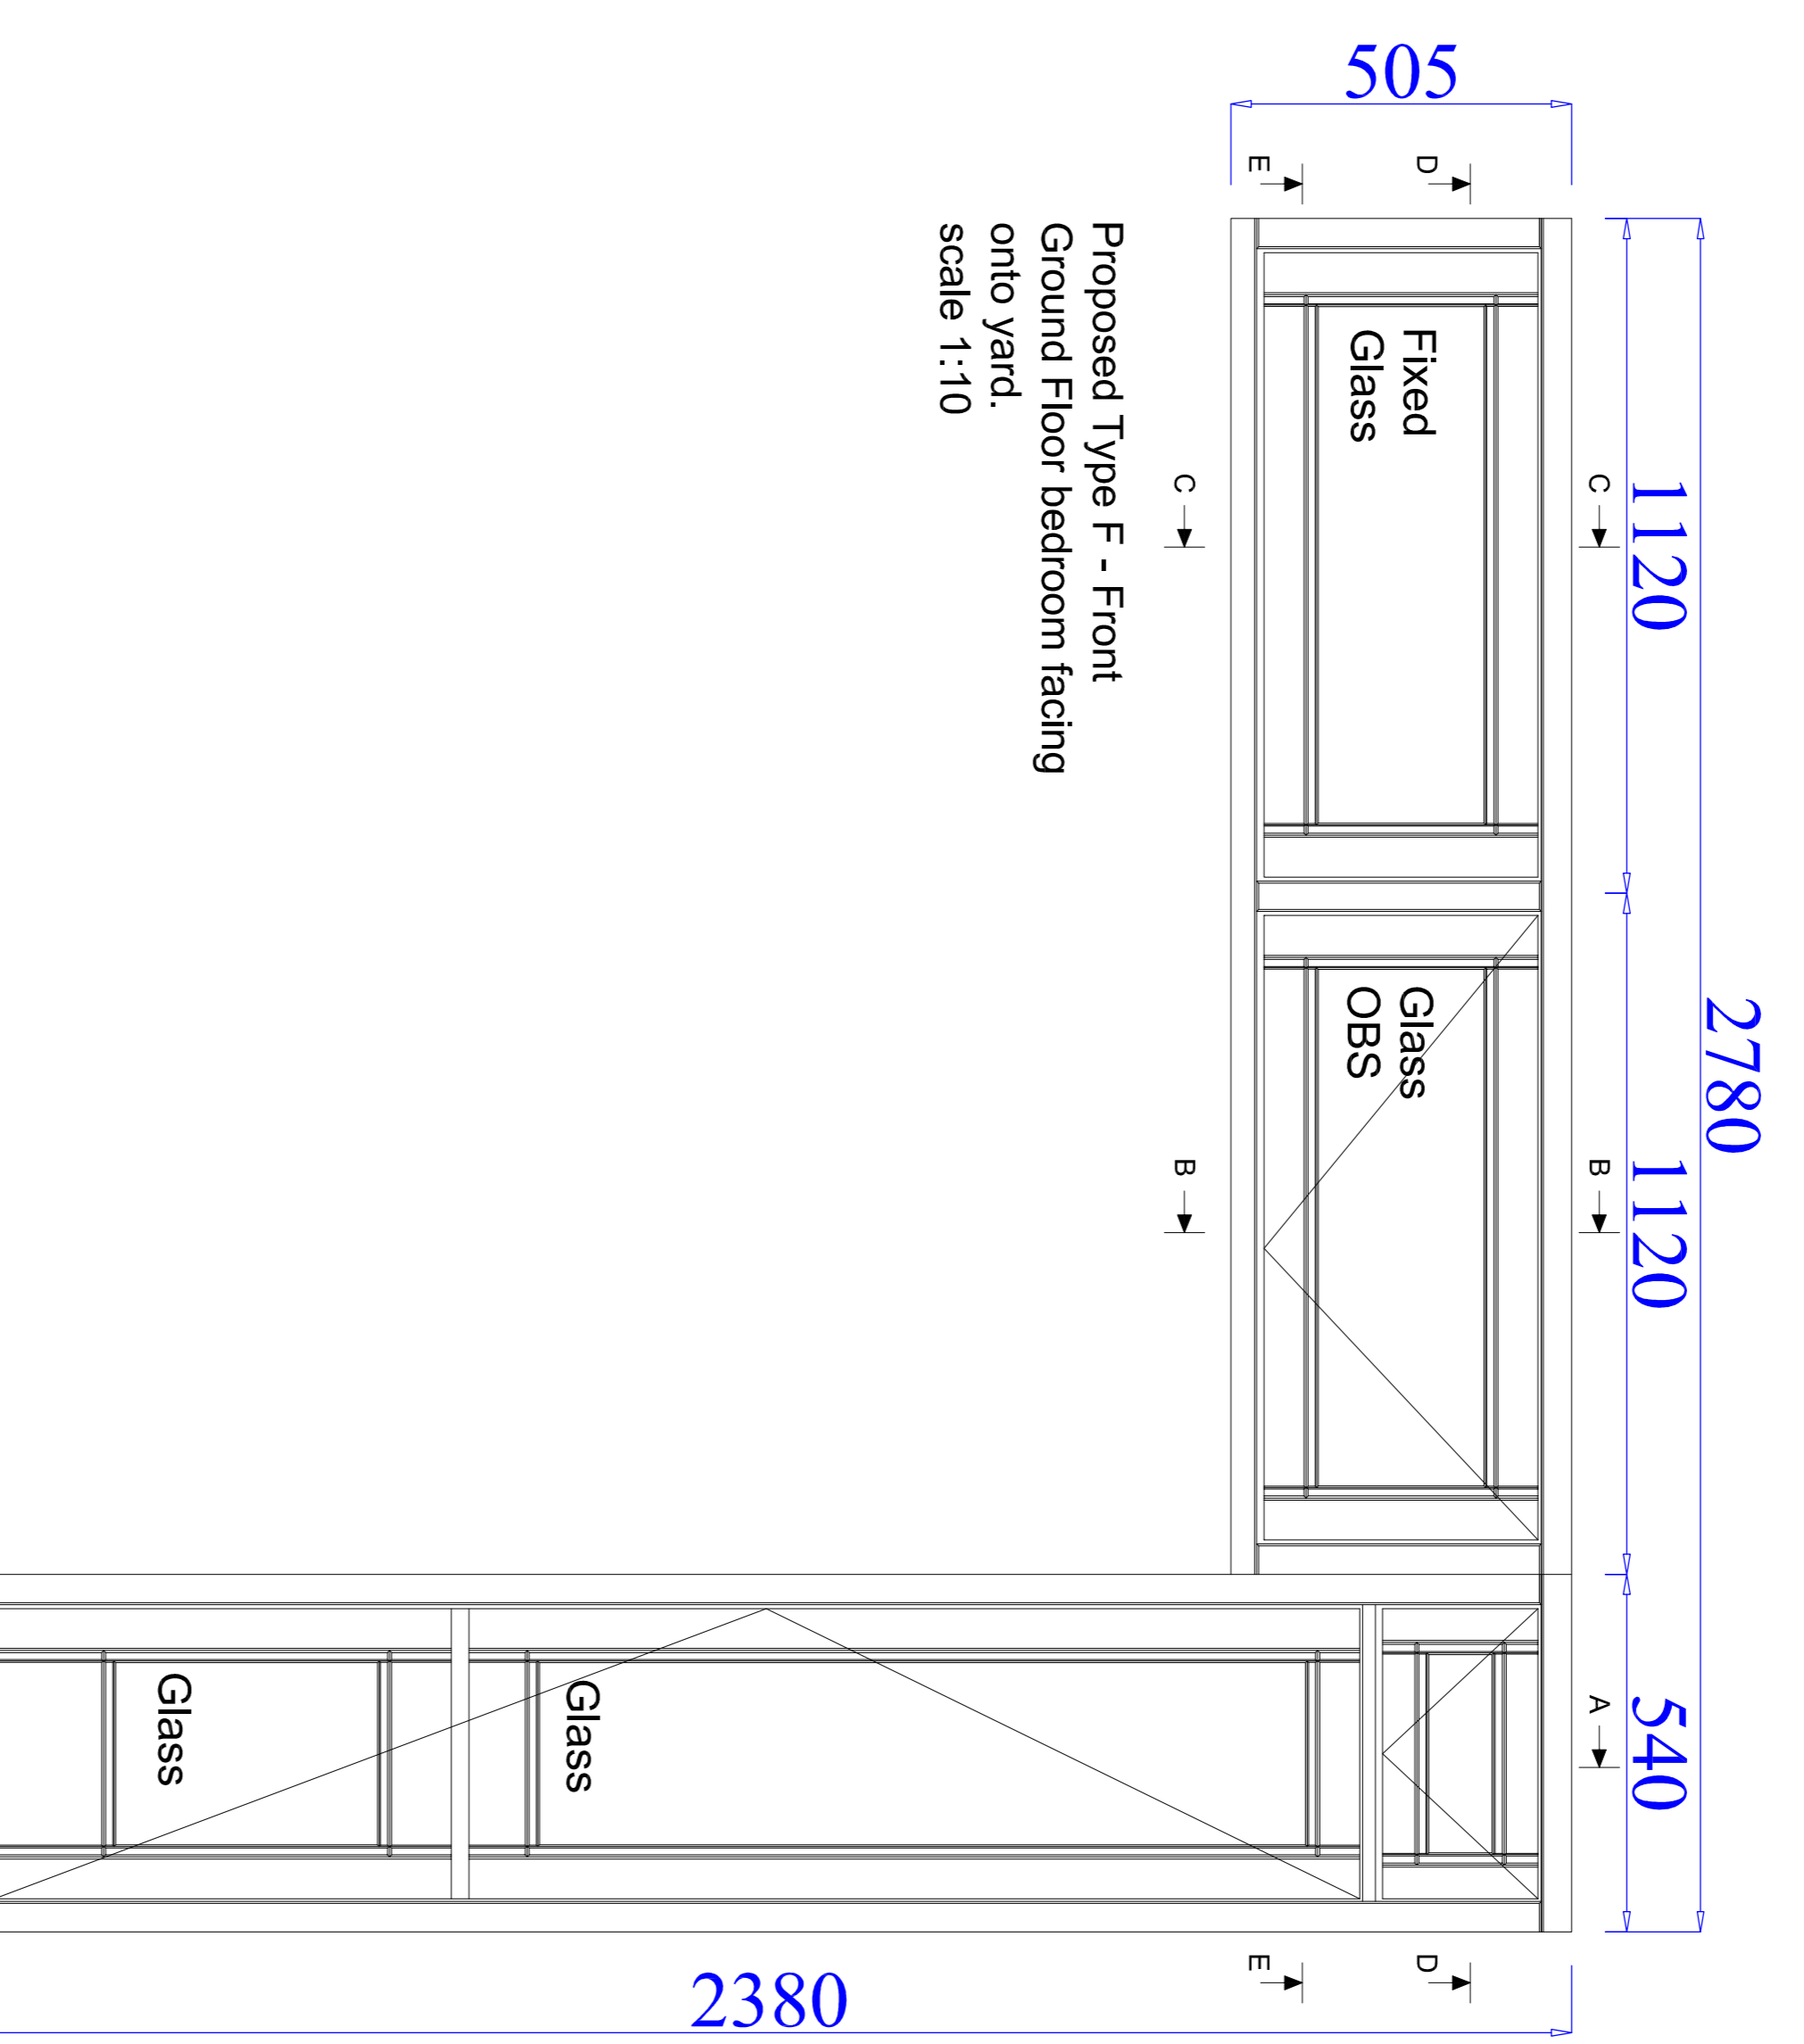 2780
1120
1120
540
C
B
A
505
D
E
Fixed
Glass
Glass
OBS
C
B
D
E
Proposed Type F - Front
Ground Floor bedroom facing
onto yard.
scale 1:10
Glass
Glass
2380